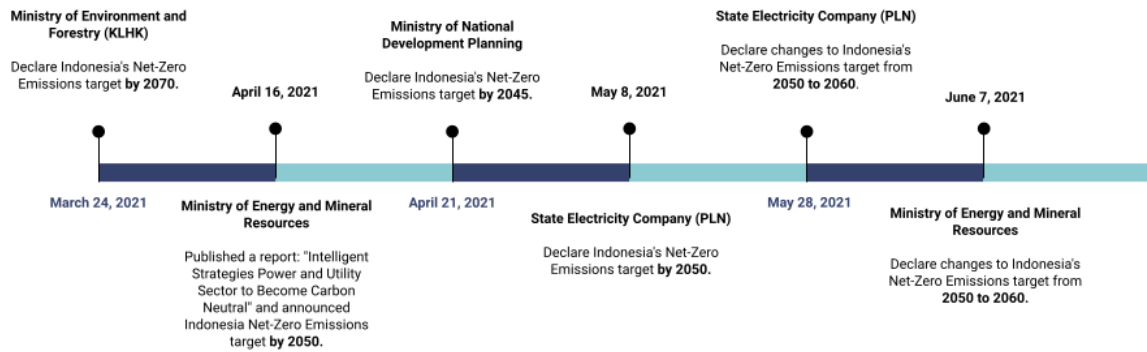 Ministry of Environment and
Forestry (KLHK)
Declare Indonesia's Net-Zero
Emissions target by 2070.
March 24, 2021
April 16, 2021
Ministry of Energy and Mineral
Resources
Published a report: "Intelligent
Strategies Power and Utility
Sector to Become Carbon
Neutral" and announced
Indonesia Net-Zero Emissions
target by 2050.
Ministry of National
Development Planning
Declare Indonesia's Net-Zero
Emissions target by 2045.
April 21, 2021
May 8, 2021
State Electricity Company (PLN)
Declare Indonesia's Net-Zero
Emissions target by 2050.
State Electricity Company (PLN)
Declare changes to Indonesia's
Net-Zero Emissions target from
2050 to 2060.
May 28, 2021
June 7, 2021
Ministry of Energy and Mineral
Resources
Declare changes to Indonesia's
Net-Zero Emissions target from
2050 to 2060.